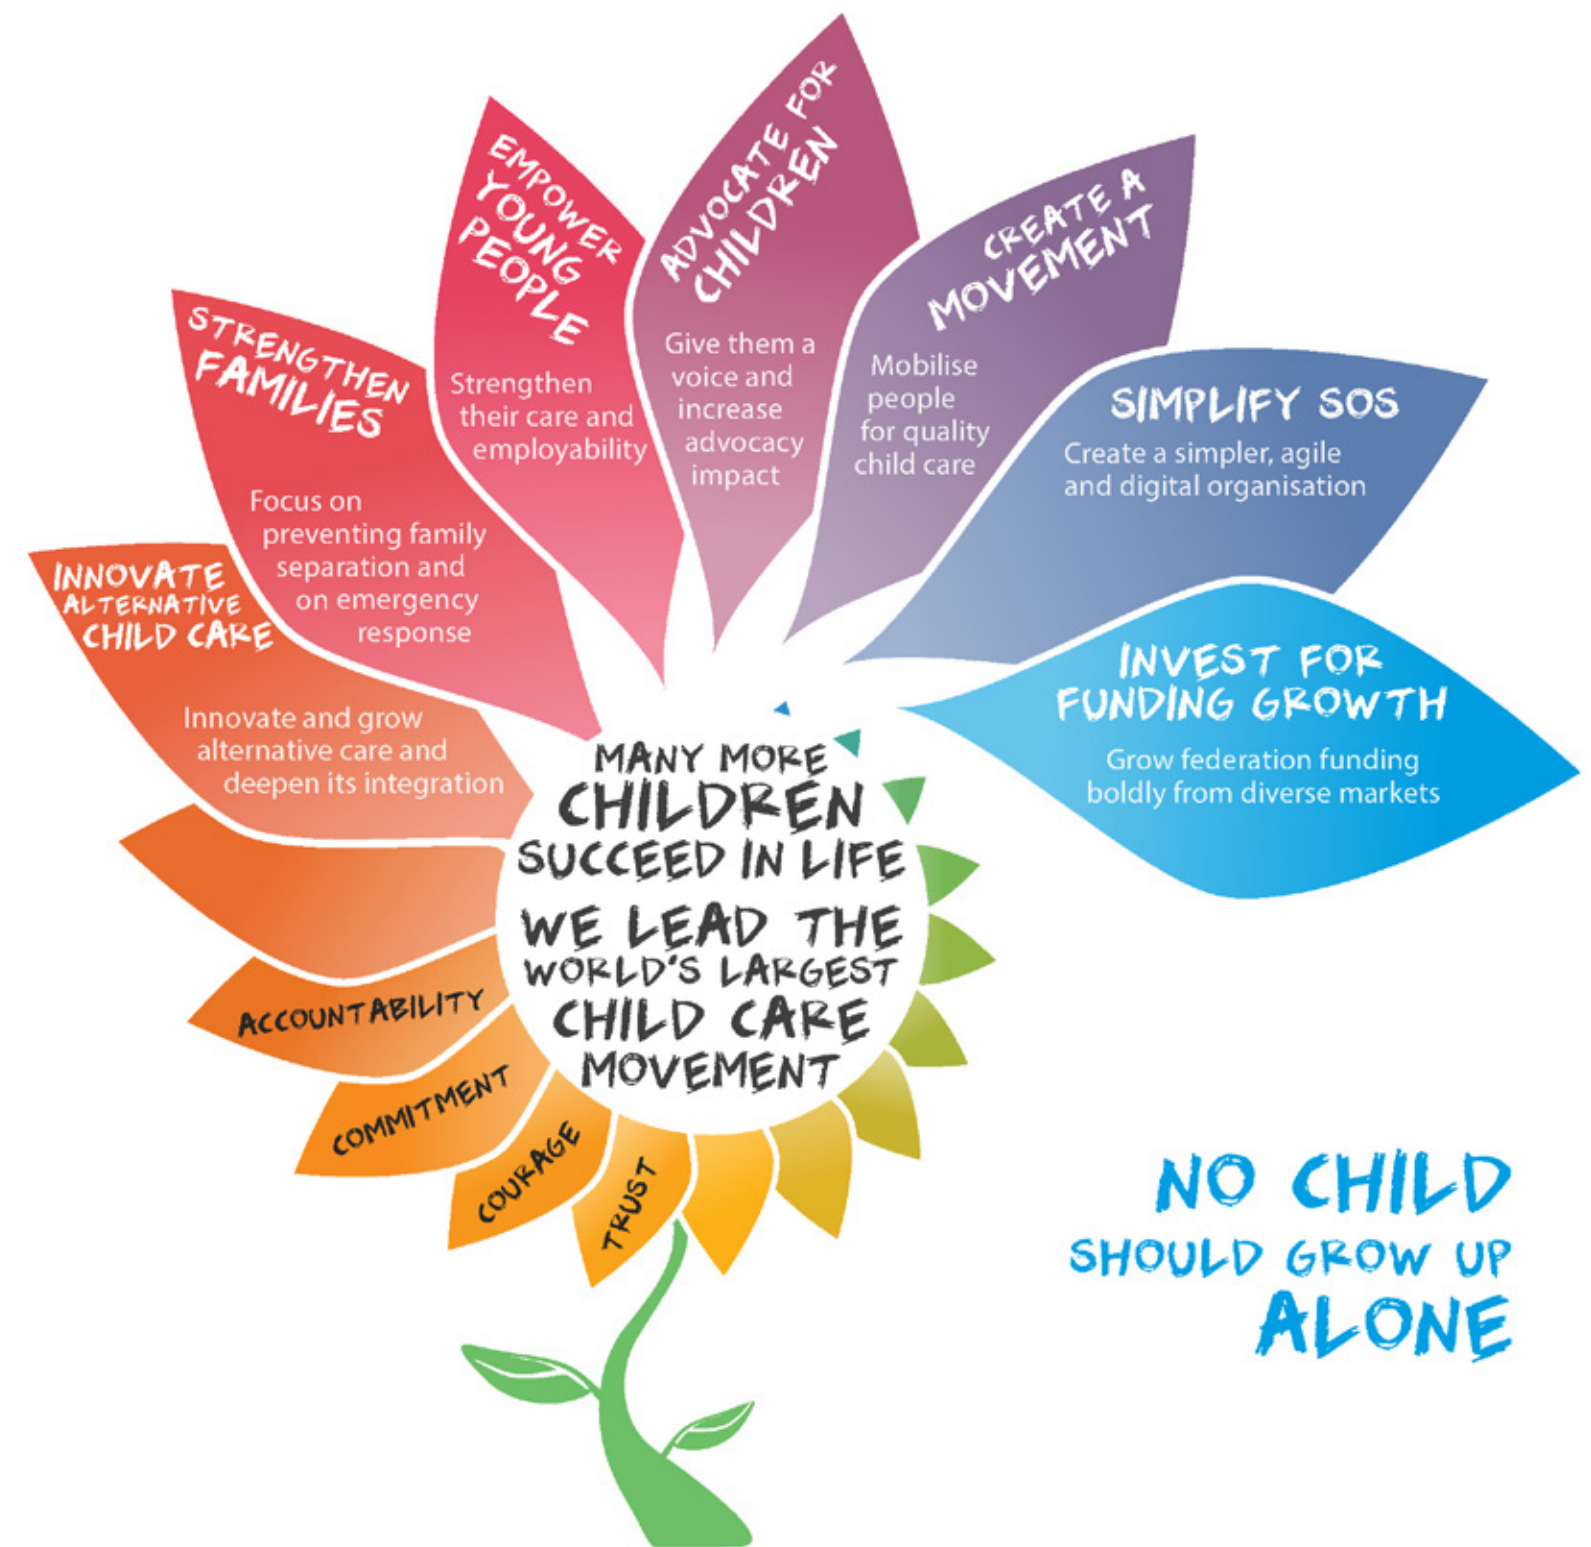 INNOVATE
ALTERNATIVE
CHILD CARE
Innovate and grow
alternative care and
deepen its integration
STRENGTHEN
FAMILIES
Focus on
preventing family
separation and
on emergency
response
EMPOWER
YOUNG
PEOPLE
Strengthen
their care and
employability
ADVOCATE FOR
CHILDREN
Give them a
voice and
increase
advocacy
impact
CREATE A
MOVEMENT
Mobilise
people
for quality
child care
SIMPLIFY SOS
Create a simpler, agile
and digital organisation
INVEST FOR
FUNDING GROWTH
Grow federation funding
boldly from diverse markets
MANY MORE
CHILDREN
SUCCEED IN LIFE
WE LEAD THE
WORLD'S LARGEST
CHILD CARE
MOVEMENT
ACCOUNTABILITY
COMMITMENT
COURAGE
TRUST
NO CHILD
SHOULD GROW UP
ALONE